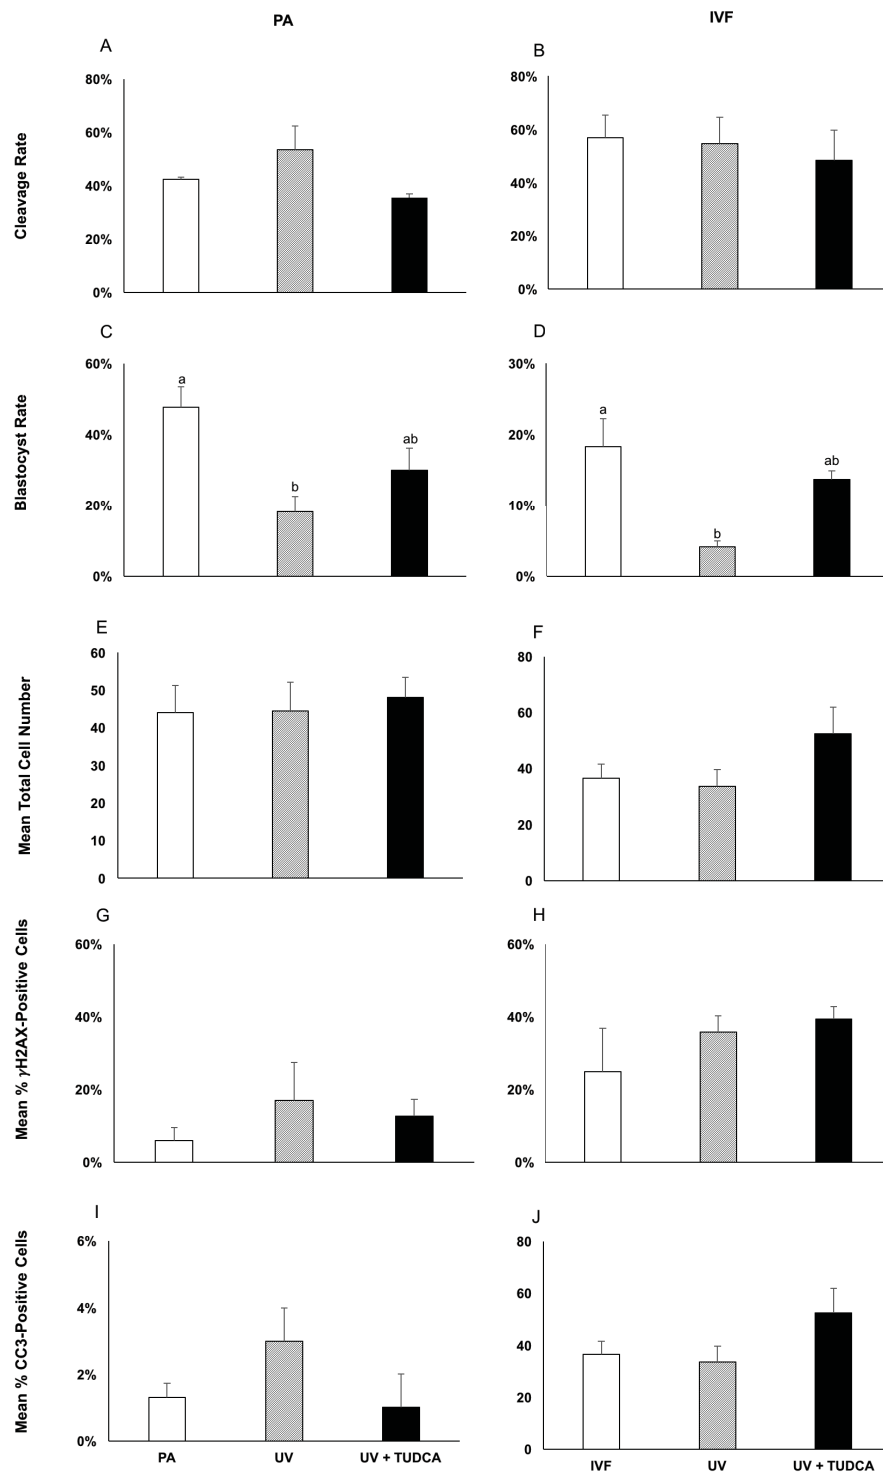 PA
IVF
A
B
Cleavage Rate
80%
60%
40%
20%
0%
80%
60%
40%
20%
0%
C
D
Blastocyst Rate
60%
40%
20%
0%
a
b
ab
30%
20%
10%
0%
a
b
ab
E
F
Mean Total Cell Number
60
50
40
30
20
10
0
80
60
40
20
0
G
H
Mean % γH2AX-Positive Cells
60%
40%
20%
0%
60%
40%
20%
0%
I
J
Mean % CC3-Positive Cells
6%
4%
2%
0%
80
60
40
20
0
PA
UV
UV + TUDCA
IVF
UV
UV + TUDCA